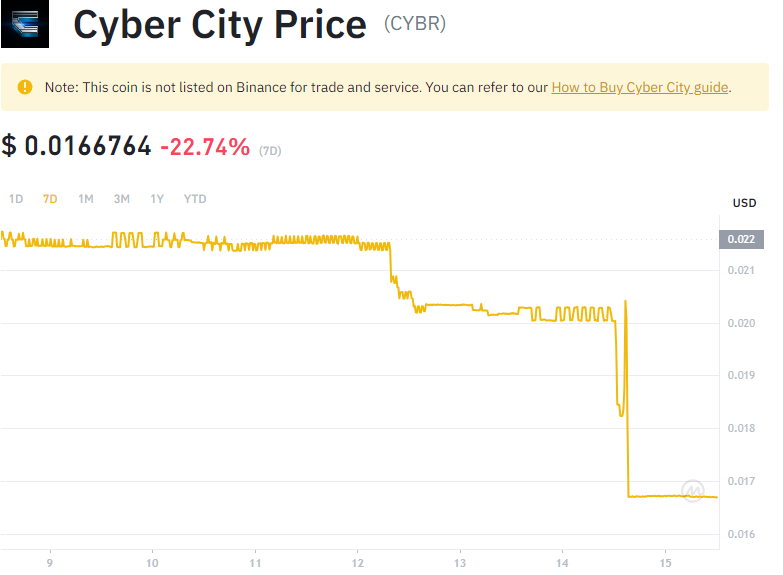 Cyber City Price (CYBR)
Note: This coin is not listed on Binance for trade and service. You can refer to our How to Buy Cyber City guide.
$ 0.0166764 -22.74% (7D)
1D 7D 1M 3M 1Y YTD
USD
0.022
0.021
0.020
0.019
0.018
0.017
0.016
9 10 11 12 13 14 15